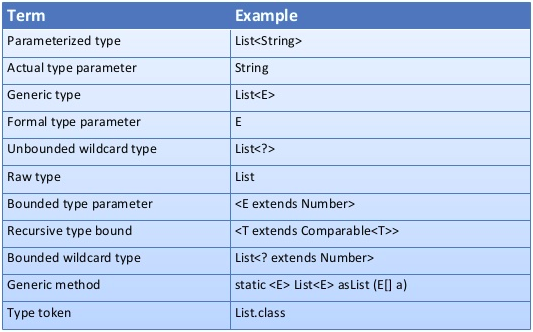 Term Example
Parameterized type List<String>
Actual type parameter String
Generic type List<E>
Formal type parameter E
Unbounded wildcard type List<?>
Raw type List
Bounded type parameter <E extends Number>
Recursive type bound <T extends Comparable<T>>
Bounded wildcard type List<? extends Number>
Generic method static <E> List<E> asList (E[] a)
Type token List.class